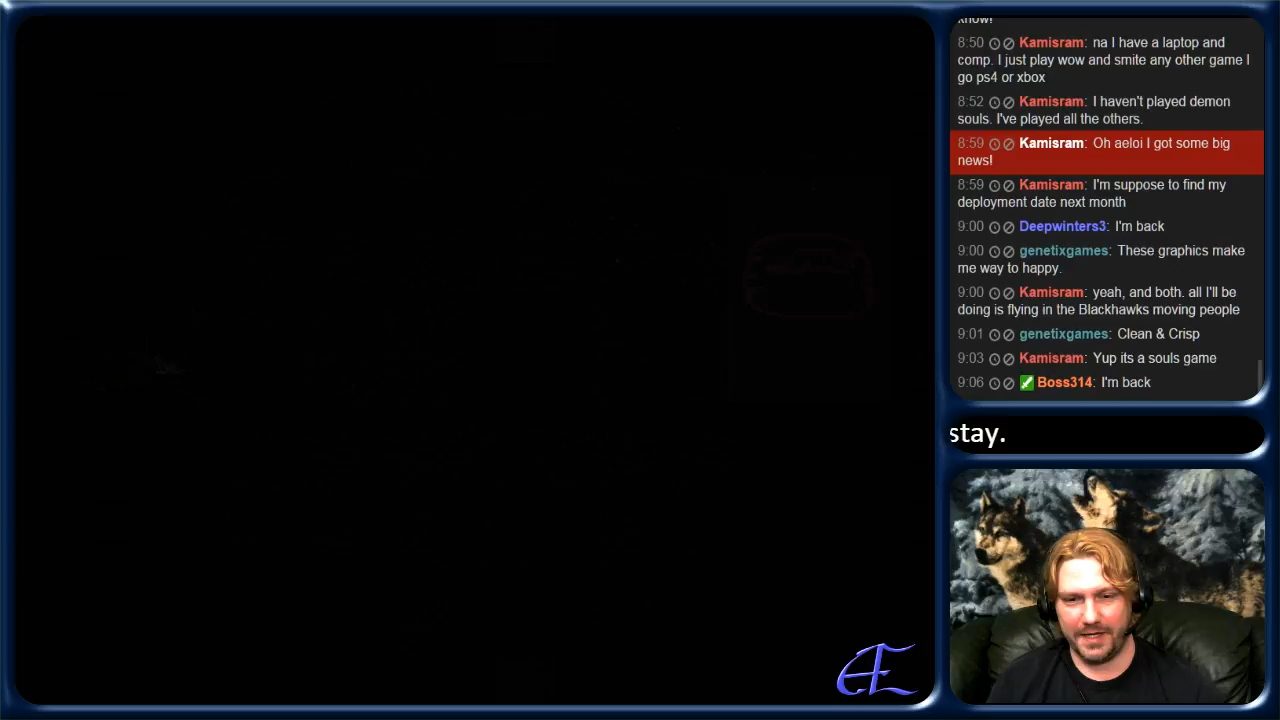 know!
8:50 Kamisram: na I have a laptop and
comp. I just play wow and smite any other game I
go ps4 or xbox
8:52 Kamisram: I haven't played demon
souls. I've played all the others.
8:59 Kamisram: Oh aeloi I got some big
news!
8:59 Kamisram: I'm suppose to find my
deployment date next month
9:00 Deepwinters3: I'm back
9:00 genetixgames: These graphics make
me way to happy.
9:00 Kamisram: yeah, and both. all I'll be
doing is flying in the Blackhawks moving people
9:01 genetixgames: Clean & Crisp
9:03 Kamisram: Yup its a souls game
9:06 Boss314: I'm back
stay.
Æ